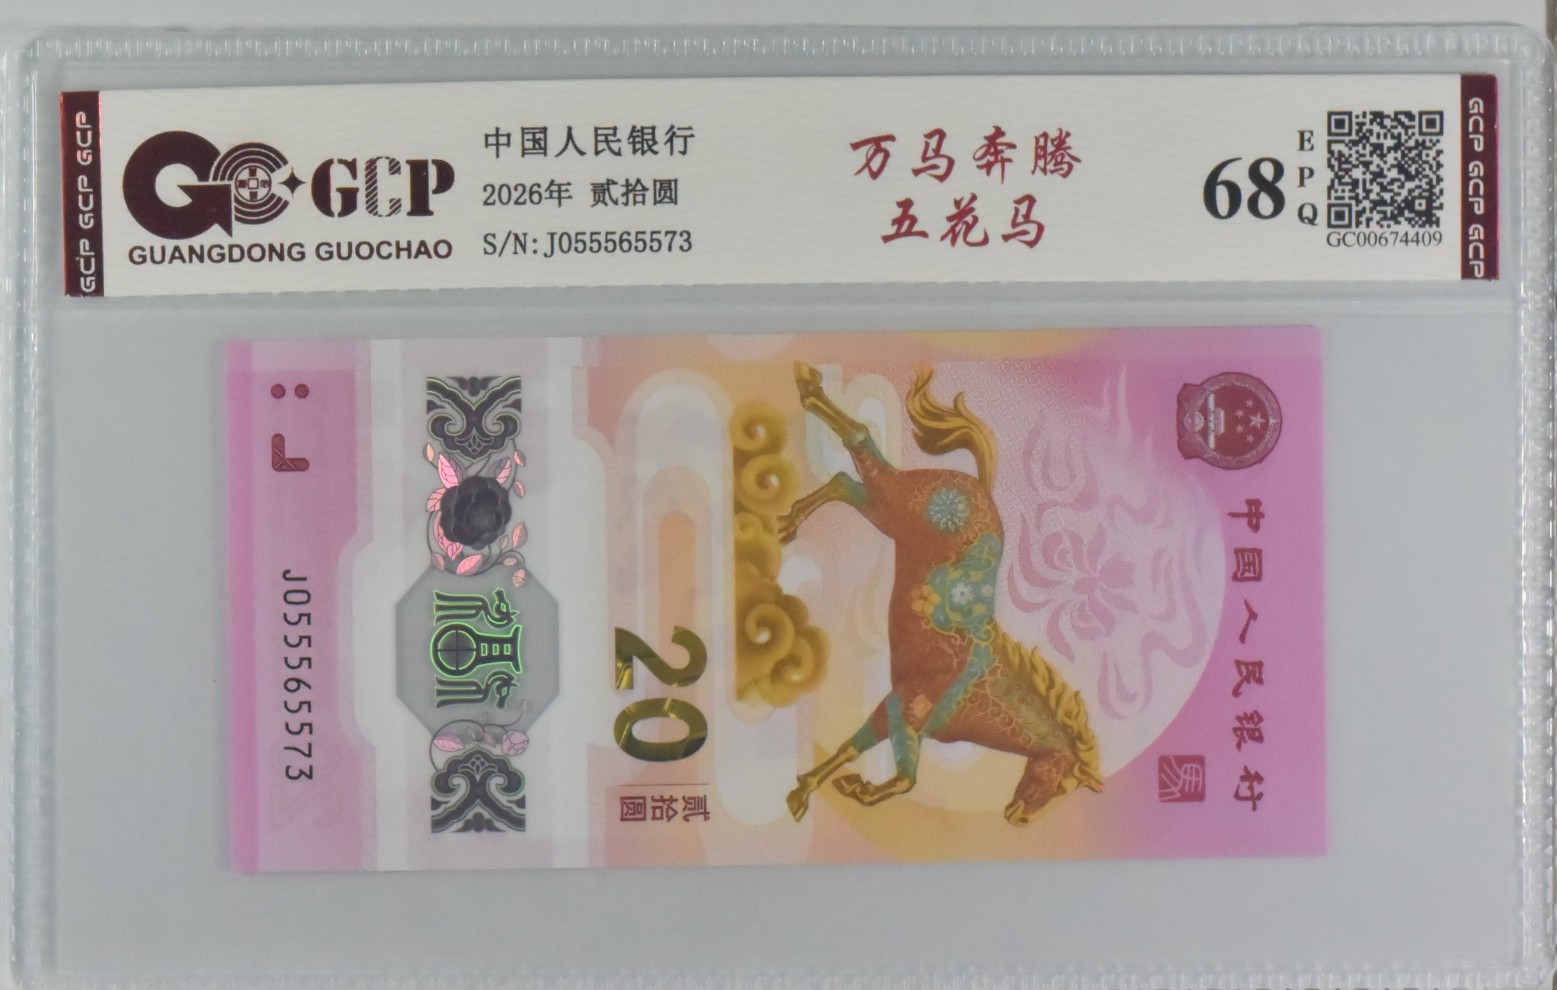 GCP GCP GCP
GCP
GUANGDONG GUOCHAO
中国人民银行
2026年 贰拾圆
S/N:J055565573
万马奔腾
五花马
68
EPQ
GC00674409
GCP GCP GCP
中国人民银行
馬
20
贰拾圆
J055565573